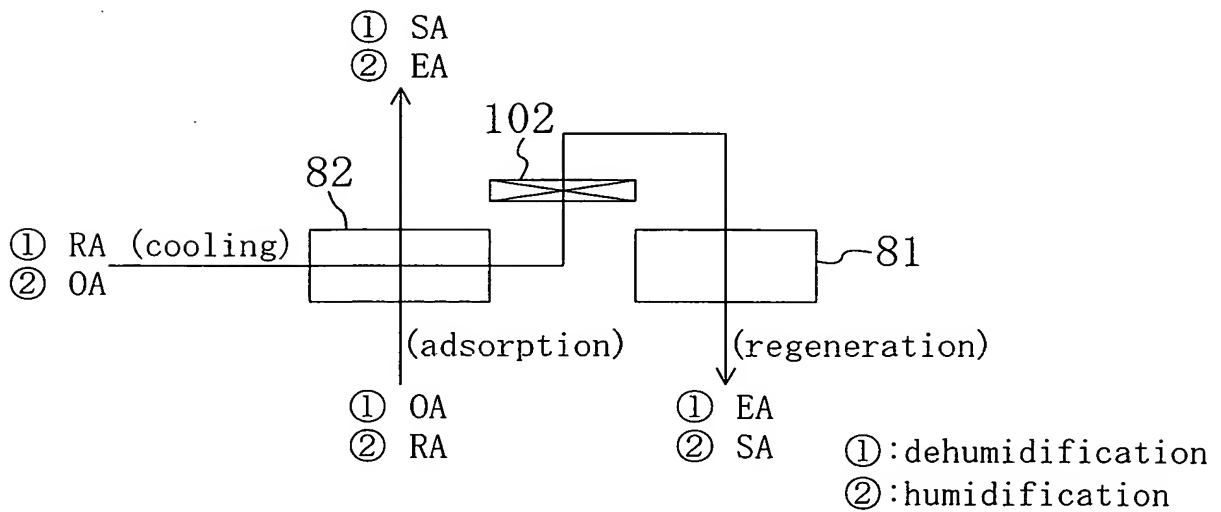 ① SA
② EA
102
82
① RA (cooling)
② OA
81
(adsorption)
(regeneration)
① OA
② RA
① EA
② SA
①:dehumidification
②:humidification